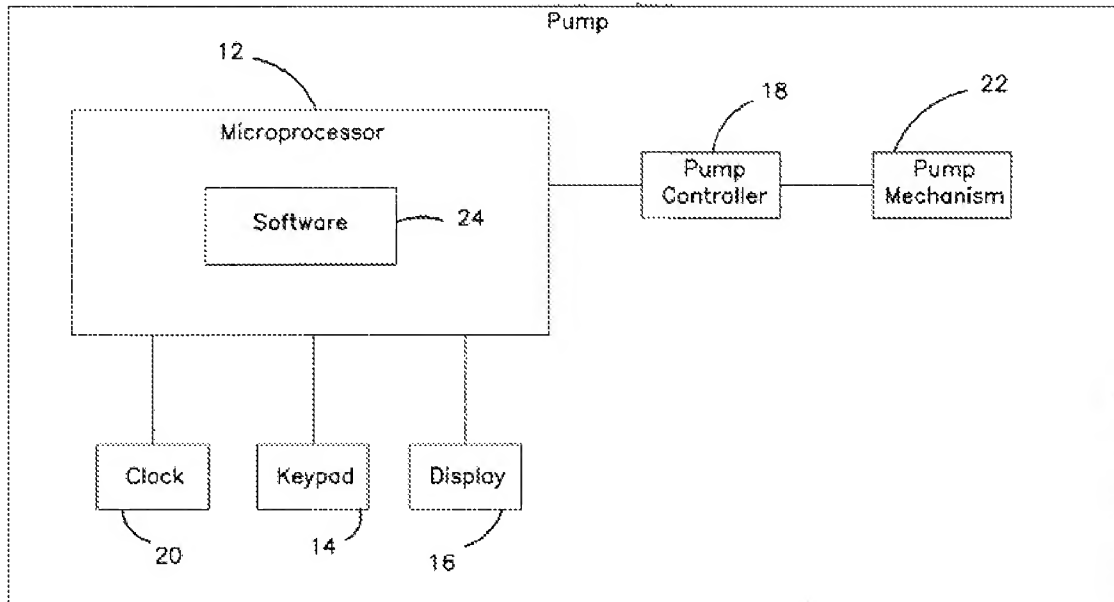 Pump
12
18
22
Microprocessor
Pump
Controller
Pump
Mechanism
Software
24
Clock
Keypad
Display
20
14
16